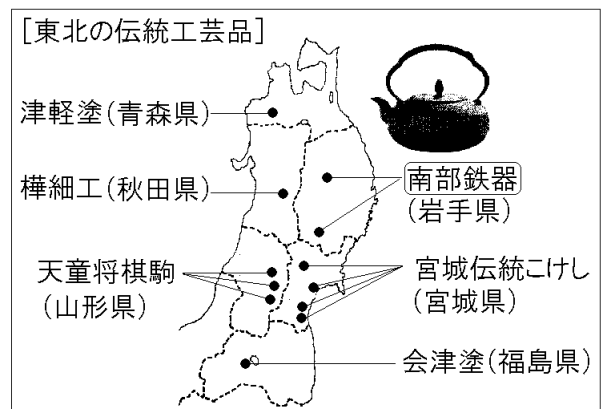 [東北の伝統工芸品]
津軽塗(青森県)
樺細工(秋田県)
南部鉄器
(岩手県)
天童将棋駒
(山形県)
宮城伝統こけし
(宮城県)
会津塗(福島県)